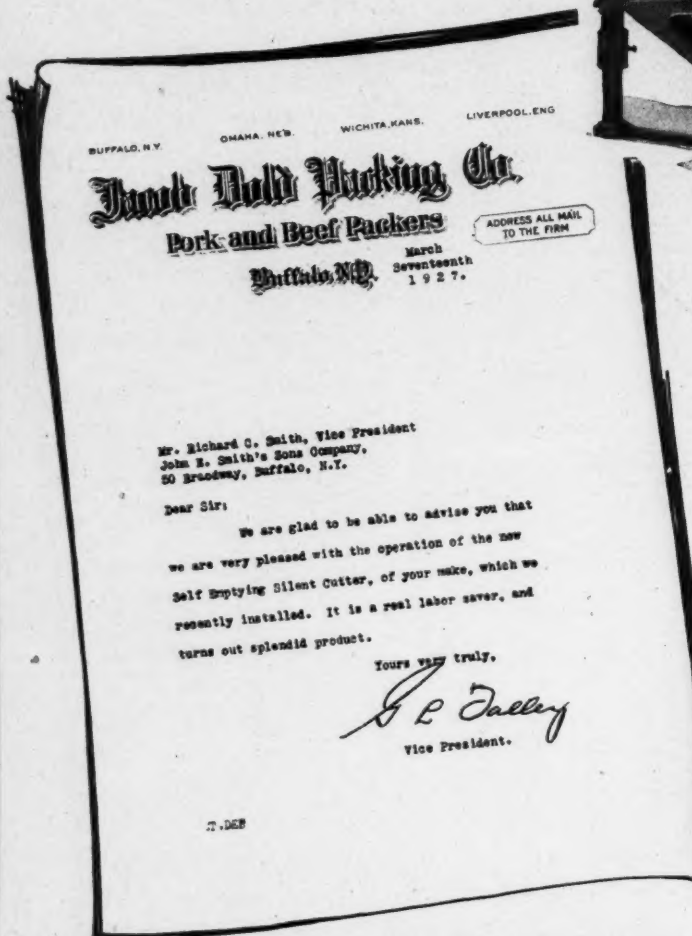 BUFFALO, N.Y. OMAHA, NEB. WICHITA, KANS. LIVERPOOL, ENG
Jacob Dold Packing Co.
Pork and Beef Packers
ADDRESS ALL MAIL
TO THE FIRM
Buffalo, N.Y.
March
Seventeenth
1927.
Mr. Richard C. Smith, Vice President
John E. Smith's Sons Company,
50 Broadway, Buffalo, N.Y.
Dear Sir:
We are glad to be able to advise you that
we are very pleased with the operation of the new
Self Emptying Silent Cutter, of your make, which we
recently installed. It is a real labor saver, and
turns out splendid product.
Yours very truly,
Vice President.